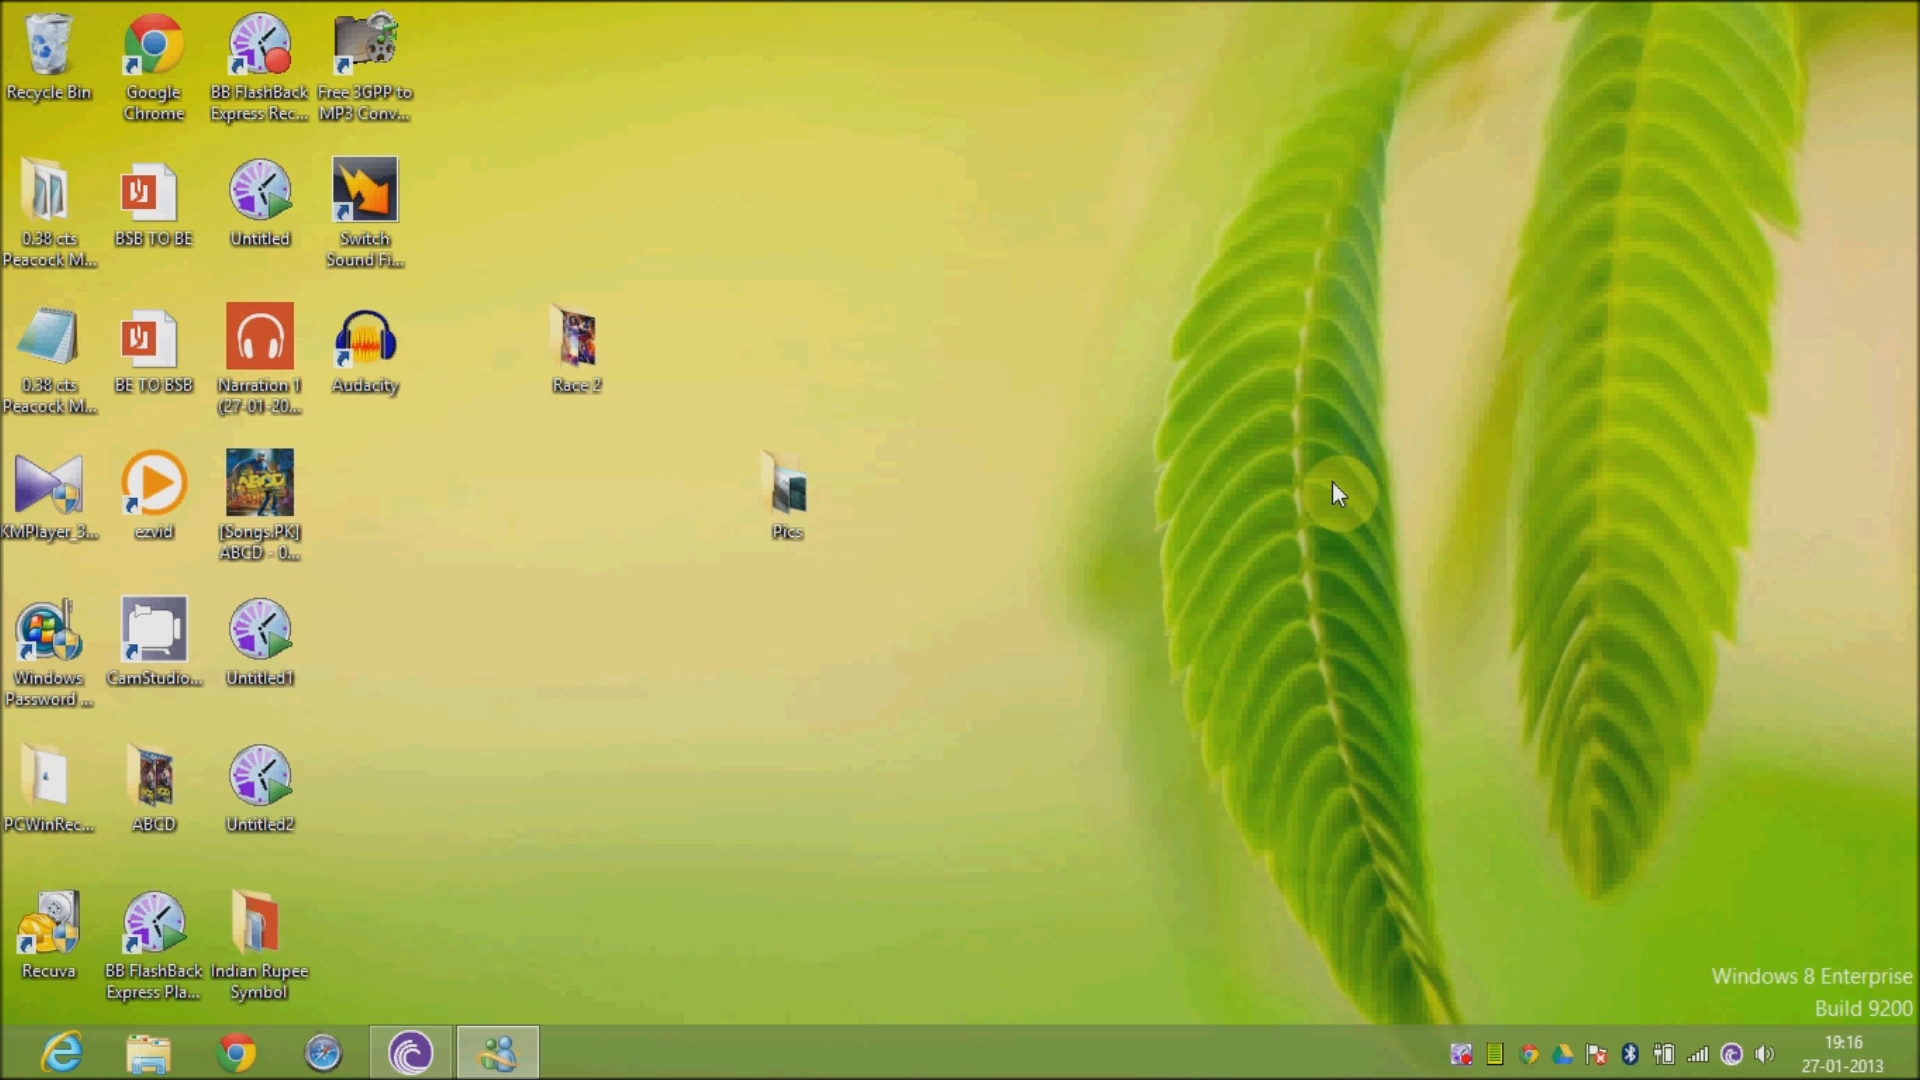 Recycle Bin
Google
Chrome
BB FlashBack
Express Rec...
Free 3GPP to
MP3 Conv...
0.38 cts
Peacock M...
BSB TO BE
Untitled
Switch
Sound Fi...
0.38 cts
Peacock M...
BE TO BSB
Narration 1
(27-01-20...
Audacity
Race 2
KMPlayer_3...
ezvid
[Songs.PK]
ABCD - 0...
Pics
Windows
Password ...
CamStudio...
Untitled1
PCWinRec...
ABCD
Untitled2
Recuva
BB FlashBack
Express Pla...
Indian Rupee
Symbol
Windows 8 Enterprise
Build 9200
19:16
27-01-2013